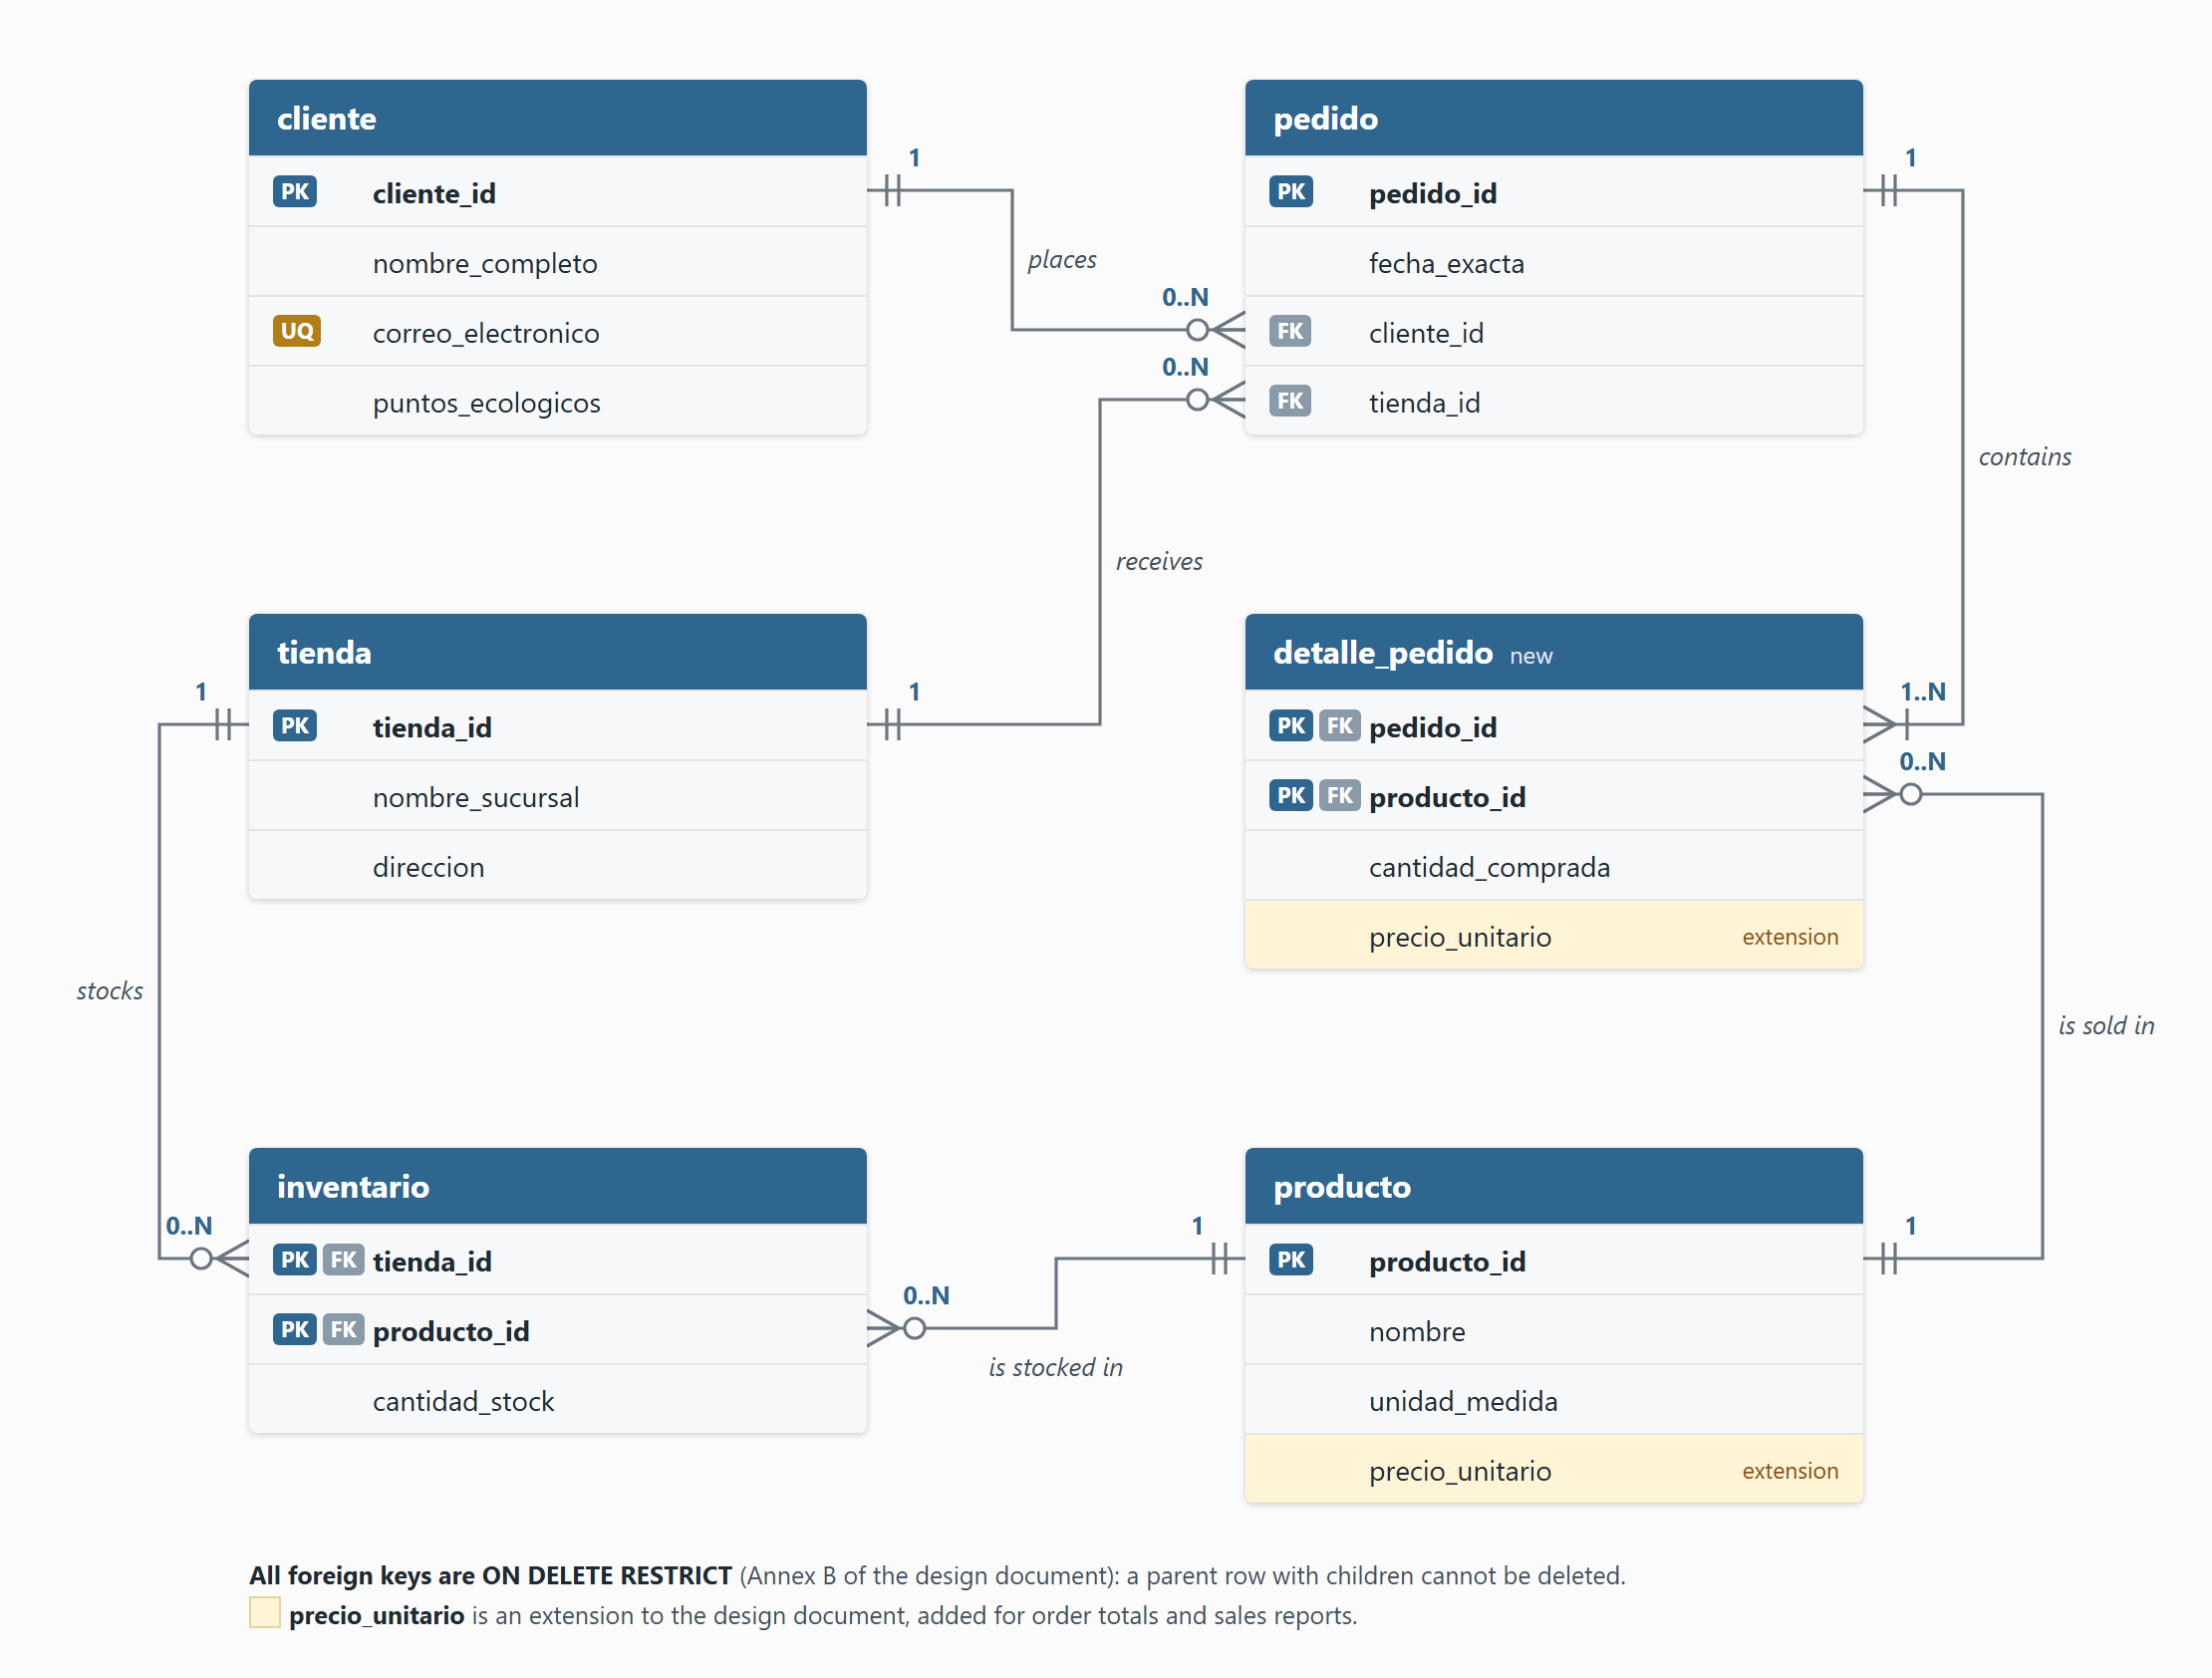 cliente
PK cliente_id
nombre_completo
UQ correo_electronico
puntos_ecologicos
1
places
0..N
0..N
receives
pedido
PK pedido_id
fecha_exacta
FK cliente_id
FK tienda_id
1
contains
tienda
PK tienda_id
nombre_sucursal
direccion
1
1
stocks
detalle_pedido new
PK FK pedido_id
PK FK producto_id
cantidad_comprada
precio_unitario extension
1..N
0..N
is sold in
inventario
PK FK tienda_id
PK FK producto_id
cantidad_stock
0..N
0..N
is stocked in
1
producto
PK producto_id
nombre
unidad_medida
precio_unitario extension
1
All foreign keys are ON DELETE RESTRICT (Annex B of the design document): a parent row with children cannot be deleted.
precio_unitario is an extension to the design document, added for order totals and sales reports.